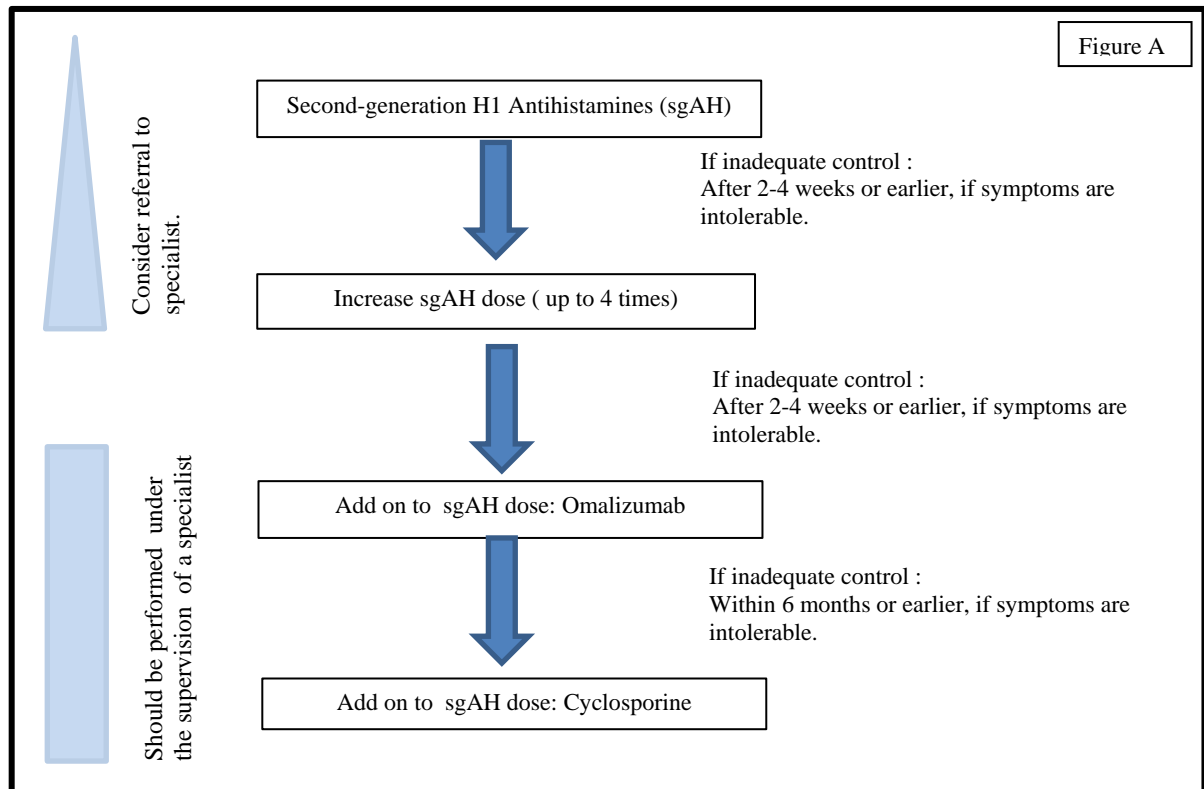 Figure A
Second-generation H1 Antihistamines (sgAH)
If inadequate control :
After 2-4 weeks or earlier, if symptoms are
intolerable.
Consider referral to
specialist.
Increase sgAH dose ( up to 4 times)
If inadequate control :
After 2-4 weeks or earlier, if symptoms are
intolerable.
Add on to sgAH dose: Omalizumab
Should be performed under
the supervision of a specialist
If inadequate control :
Within 6 months or earlier, if symptoms are
intolerable.
Add on to sgAH dose: Cyclosporine